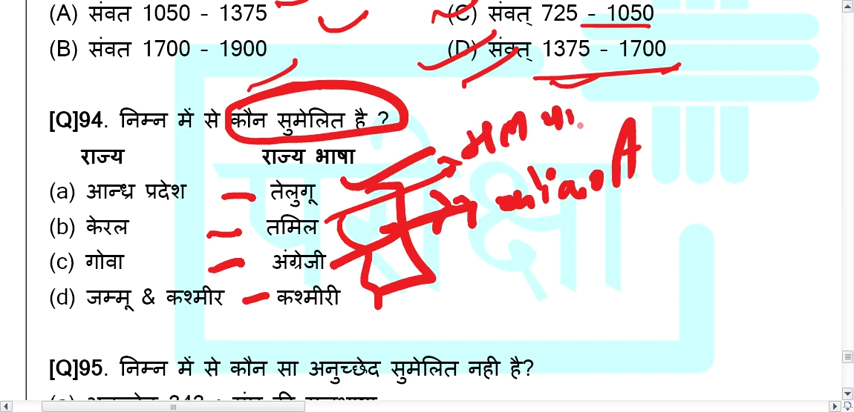 (A) संवत 1050 - 1375 (C) संवत् 725 - 1050
(B) संवत 1700 - 1900 (D) संवत् 1375 - 1700
[Q]94. निम्न में से कौन सुमेलित है ?
राज्य राज्य भाषा
(a) आन्ध्र प्रदेश तेलुगू
(b) केरल तमिल
(c) गोवा अंग्रेजी
(d) जम्मू & कश्मीर कश्मीरी
A
परीक्षा
[Q]95. निम्न में से कौन सा अनुच्छेद सुमेलित नही है?